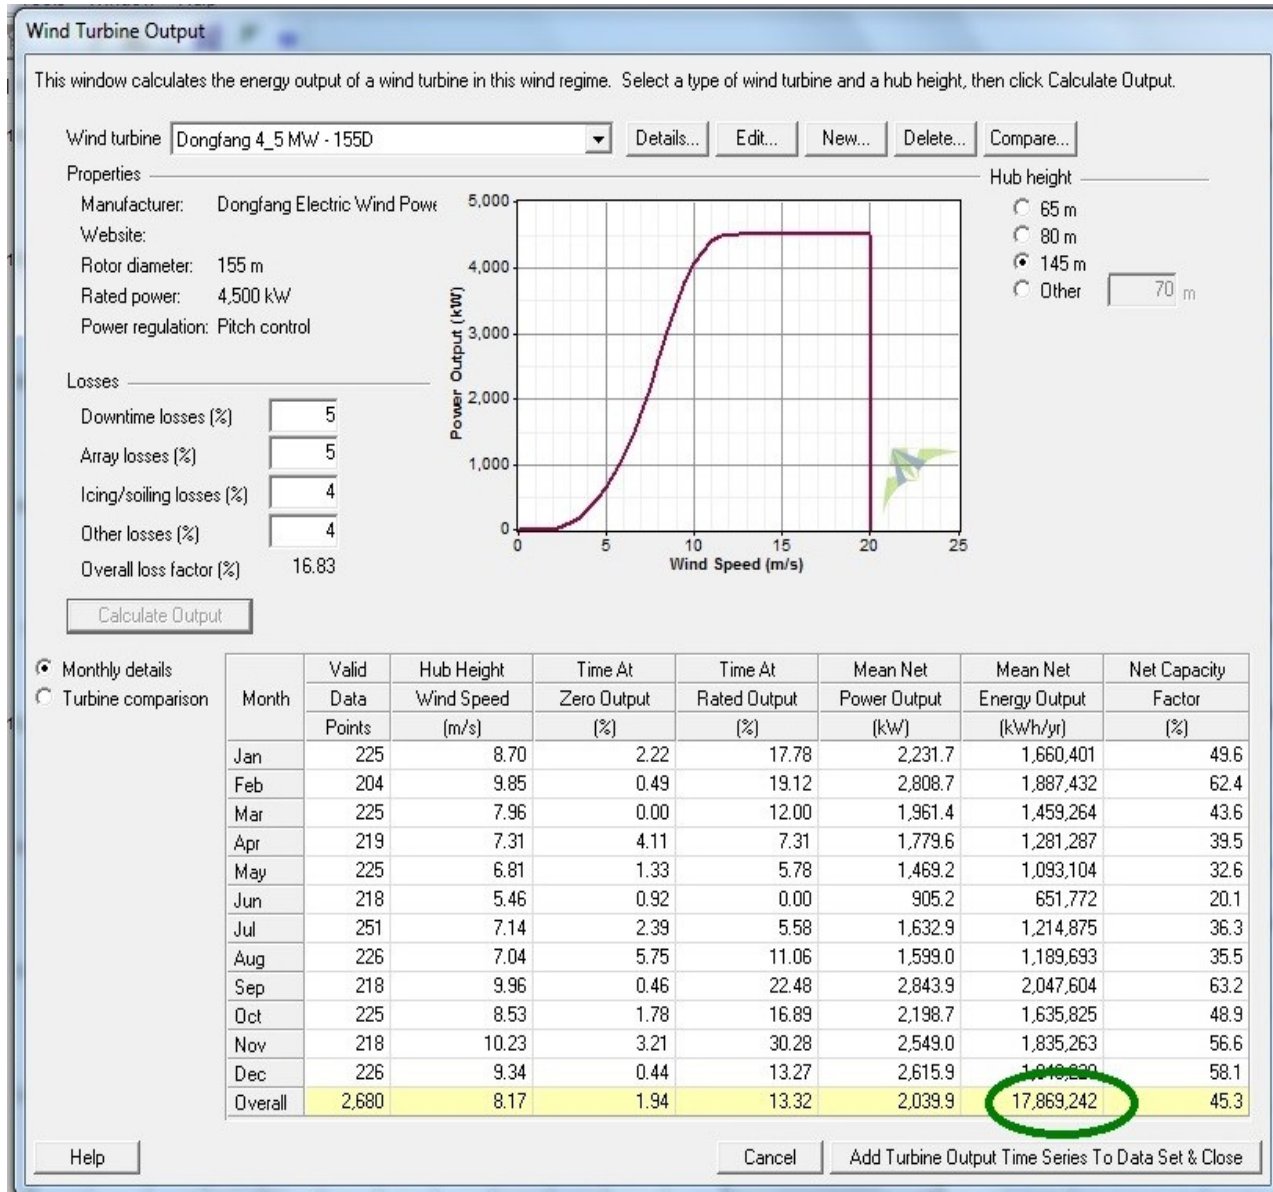 Wind Turbine Output
This window calculates the energy output of a wind turbine in this wind regime. Select a type of wind turbine and a hub height, then click Calculate Output.
Wind turbine Dongfang 4_5 MW - 155D Details... Edit... New... Delete... Compare...
Properties
Manufacturer: Dongfang Electric Wind Powe
Website:
Rotor diameter: 155 m
Rated power: 4,500 kW
Power regulation: Pitch control
Losses
Downtime losses (%) 5
Array losses (%) 5
Icing/soiling losses (%) 4
Other losses (%) 4
Overall loss factor (%) 16.83
Calculate Output
Power Output (kW)
5,000
4,000
3,000
2,000
1,000
0
0 5 10 15 20 25
Wind Speed (m/s)
Hub height
65 m
80 m
145 m
Other 70 m
Monthly details
Turbine comparison
Month Valid Data Points Hub Height Wind Speed (m/s) Time At Zero Output (%) Time At Rated Output (%) Mean Net Power Output (kW) Mean Net Energy Output (kWh/yr) Net Capacity Factor (%)
Jan 225 8.70 2.22 17.78 2,231.7 1,660,401 49.6
Feb 204 9.85 0.49 19.12 2,808.7 1,887,432 62.4
Mar 225 7.96 0.00 12.00 1,961.4 1,459,264 43.6
Apr 219 7.31 4.11 7.31 1,779.6 1,281,287 39.5
May 225 6.81 1.33 5.78 1,469.2 1,093,104 32.6
Jun 218 5.46 0.92 0.00 905.2 651,772 20.1
Jul 251 7.14 2.39 5.58 1,632.9 1,214,875 36.3
Aug 226 7.04 5.75 11.06 1,599.0 1,189,693 35.5
Sep 218 9.96 0.46 22.48 2,843.9 2,047,604 63.2
Oct 225 8.53 1.78 16.89 2,198.7 1,635,825 48.9
Nov 218 10.23 3.21 30.28 2,549.0 1,835,263 56.6
Dec 226 9.34 0.44 13.27 2,615.9 58.1
Overall 2,680 8.17 1.94 13.32 2,039.9 17,869,242 45.3
Help Cancel Add Turbine Output Time Series To Data Set & Close